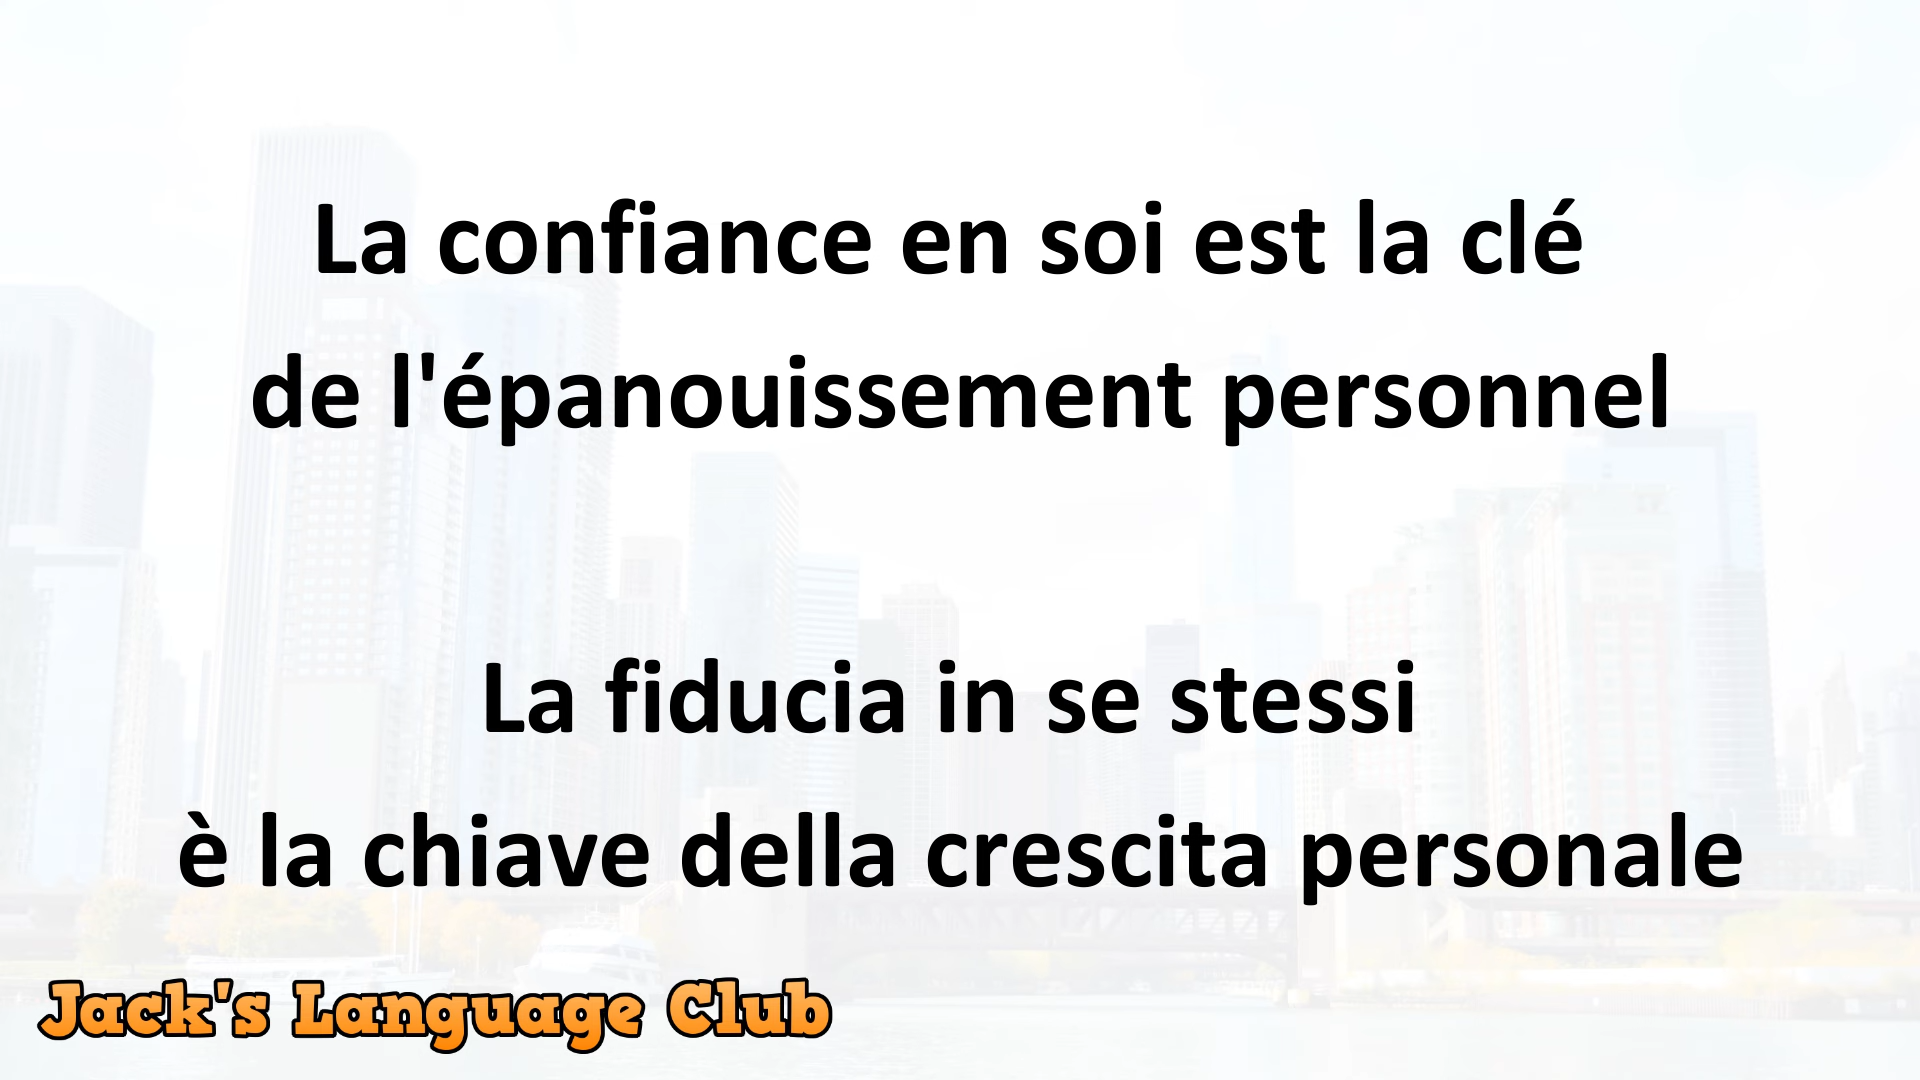 La confiance en soi est la clé
de l'épanouissement personnel
La fiducia in se stessi
è la chiave della crescita personale
Jack's Language Club